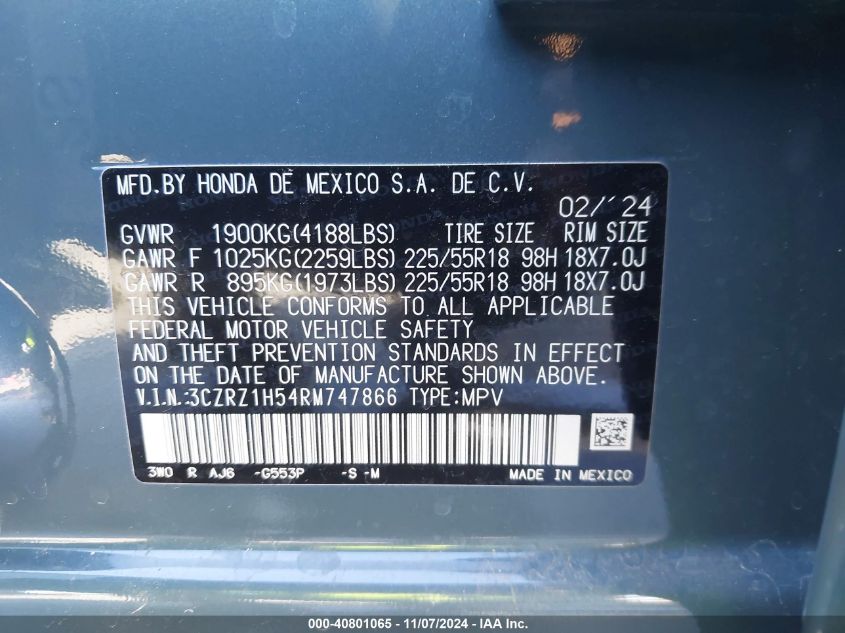 MFD.BY HONDA DE MEXICO S.A. DE C.V.
02/´24
GVWR 1900KG(4188LBS) TIRE SIZE RIM SIZE
GAWR F 1025KG(2259LBS) 225/55R18 98H 18X7.0J
GAWR R 895KG(1973LBS) 225/55R18 98H 18X7.0J
THIS VEHICLE CONFORMS TO ALL APPLICABLE
FEDERAL MOTOR VEHICLE SAFETY
AND THEFT PREVENTION STANDARDS IN EFFECT
ON THE DATE OF MANUFACTURE SHOWN ABOVE.
V.I.N.:3CZRZ1H54RM747866 TYPE:MPV
3W0 R AJ6 -G553P -S -M MADE IN MEXICO
000-40801065 - 11/07/2024 - IAA Inc.